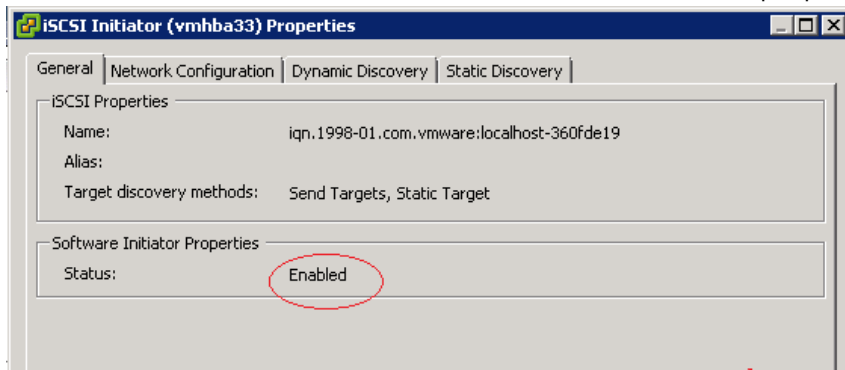 iSCSI Initiator (vmhba33) Properties
General Network Configuration Dynamic Discovery Static Discovery
iSCSI Properties
Name: iqn.1998-01.com.vmware:localhost-360fde19
Alias:
Target discovery methods: Send Targets, Static Target
Software Initiator Properties
Status: Enabled